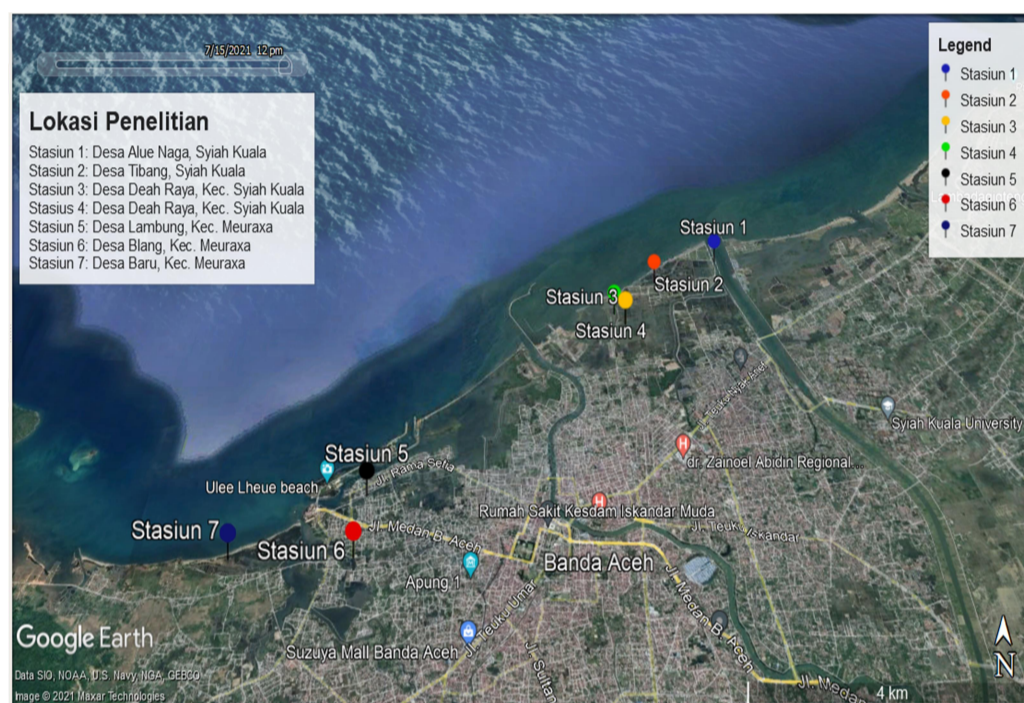 7/15/2021 12 pm
Lokasi Penelitian
Stasiun 1: Desa Alue Naga, Syiah Kuala
Stasiun 2: Desa Tibang, Syiah Kuala
Stasiun 3: Desa Deah Raya, Kec. Syiah Kuala
Stasius 4: Desa Deah Raya, Kec. Syiah Kuala
Stasiun 5: Desa Lambung, Kec. Meuraxa
Stasiun 6: Desa Blang, Kec. Meuraxa
Stasiun 7: Desa Baru, Kec. Meuraxa
Legend
Stasiun 1
Stasiun 2
Stasiun 3
Stasiun 4
Stasiun 5
Stasiun 6
Stasiun 7
Stasiun 1
Stasiun 2
Stasiun 3
Stasiun 4
Syiah Kuala University
Stasiun 5
Jl. Rama Setia
dr. Zainoel Abidin Regional...
Ulee Lheue beach
Rumah Sakit Kesdam Iskandar Muda
Stasiun 7
Jl. Medan B. Aceh
Jl. Teuku Iskandar
Stasiun 6
Banda Aceh
Apung 1
Jl. Medan B. Aceh
Jl. Teuku Umar
Google Earth
Suzuya Mall Banda Aceh
Jl. Sultan
N
Data SIO, NOAA, U.S. Navy, NGA, GEBCO
Image © 2021 Maxar Technologies
4 km
Jl. Medan